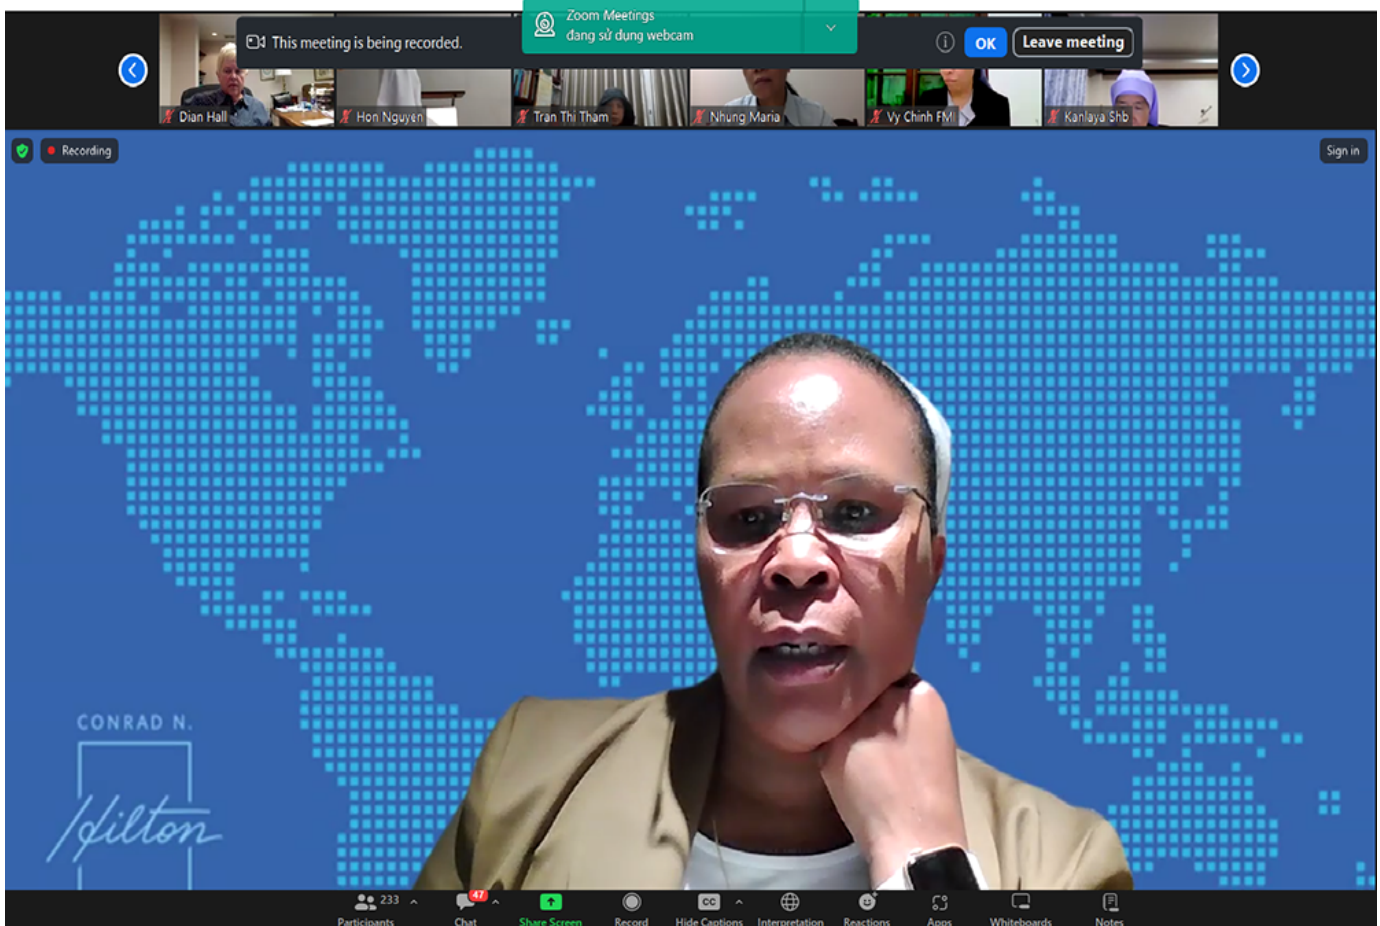 Zoom Meetings
đang sử dụng webcam
This meeting is being recorded.
OK
Leave meeting
Dian Hall
Hon Nguyen
Tran Thi Tham
Nhung Maria
Vy Chinh FMI
Kanlaya Shb
Recording
Sign in
CONRAD N.
Hilton
233
47
Participants
Chat
Share Screen
Record
CC
Hide Captions
Interpretation
Reactions
Apps
Whiteboards
Notes